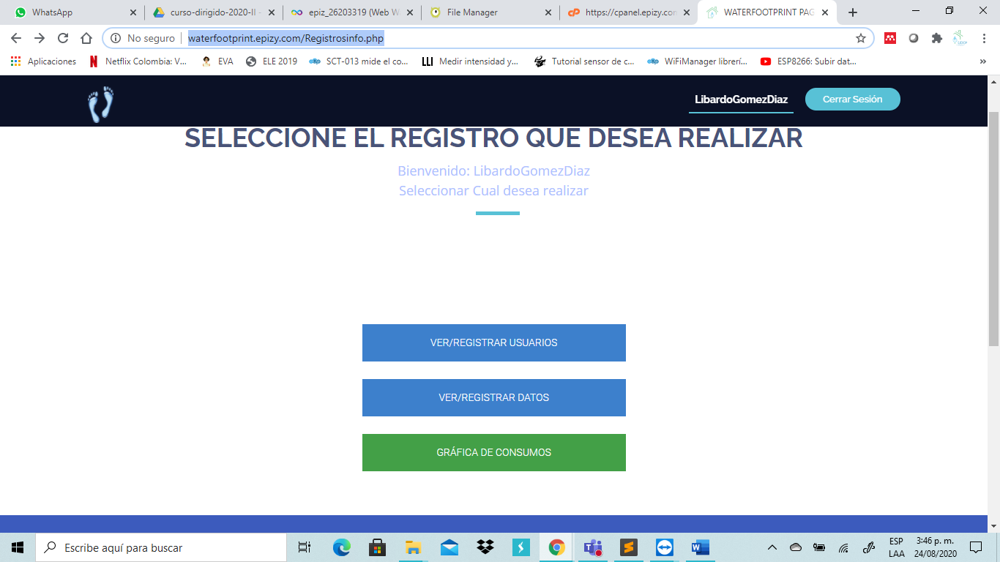 WhatsApp
curso-dirigido-2020-II -
epiz_26203319 (Web W
File Manager
https://cpanel.epizy.con
WATERFOOTPRINT PAG
No seguro
waterfootprint.epizy.com/Registrosinfo.php
Aplicaciones
Netflix Colombia: V...
EVA
ELE 2019
SCT-013 mide el co...
Medir intensidad y...
Tutorial sensor de c...
WiFiManager librerí...
ESP8266: Subir dat...
LibardoGomezDiaz
Cerrar Sesión
SELECCIONE EL REGISTRO QUE DESEA REALIZAR
Bienvenido: LibardoGomezDiaz
Seleccionar Cual desea realizar
VER/REGISTRAR USUARIOS
VER/REGISTRAR DATOS
GRÁFICA DE CONSUMOS
Escribe aquí para buscar
ESP
LAA
3:46 p. m.
24/08/2020